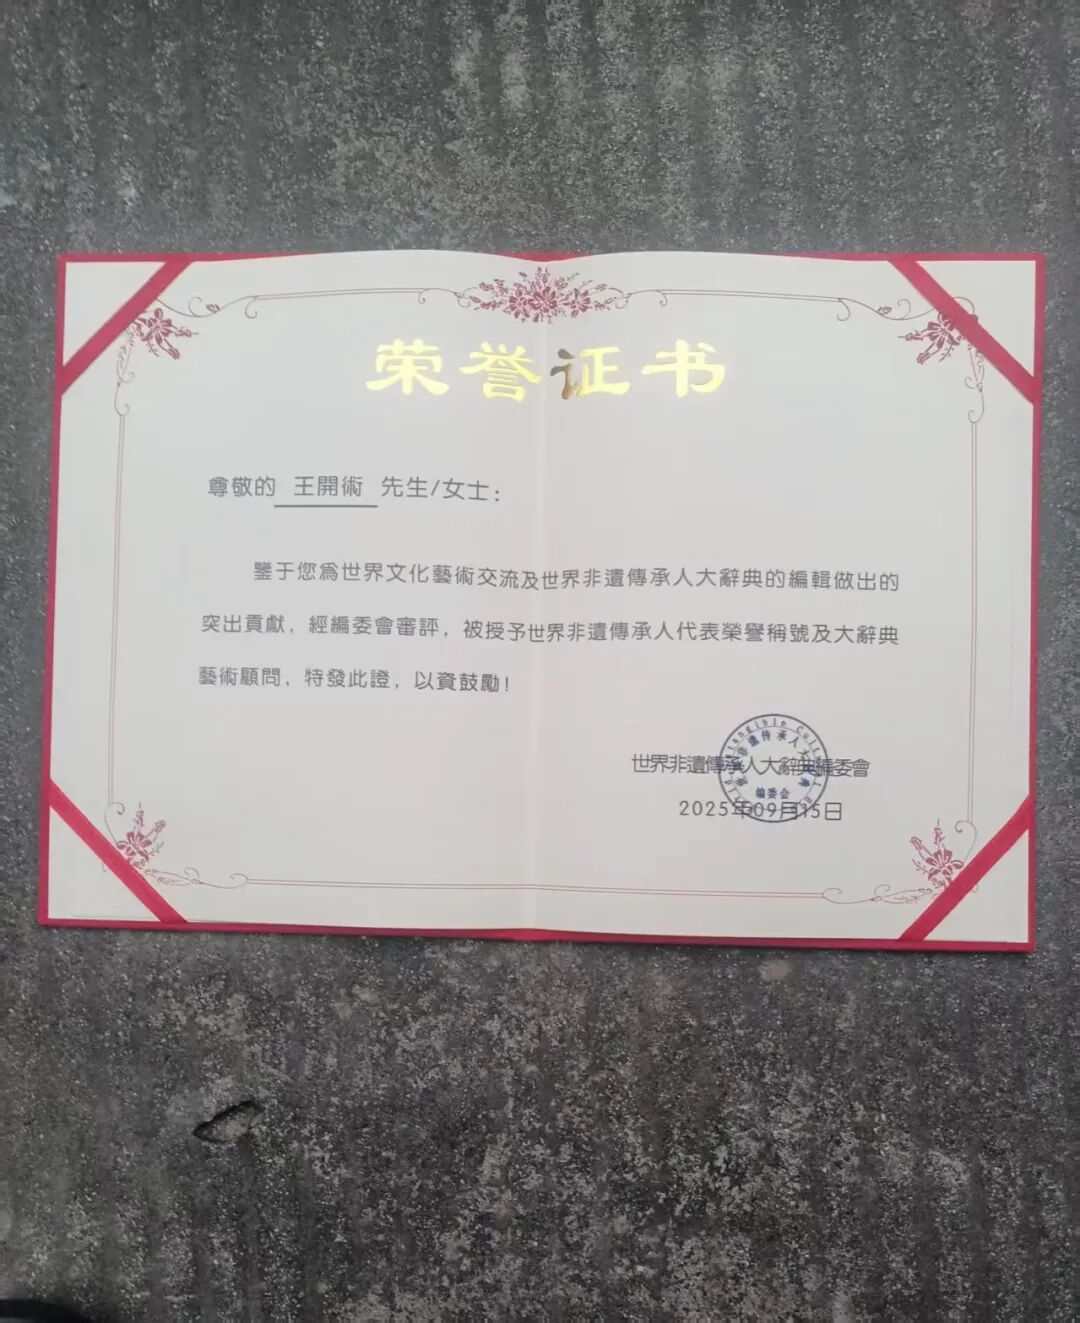 荣誉证书
尊敬的 王開術 先生/女士：
鑒于您為世界文化藝術交流及世界非遺傳承人大辭典的編輯做出的
突出貢獻，經編委會審評，被授予世界非遺傳承人代表榮譽稱號及大辭典
藝術顧問，特發此證，以資鼓勵！
世界非遺傳承人大辭典編委會
2025年09月15日
编委会